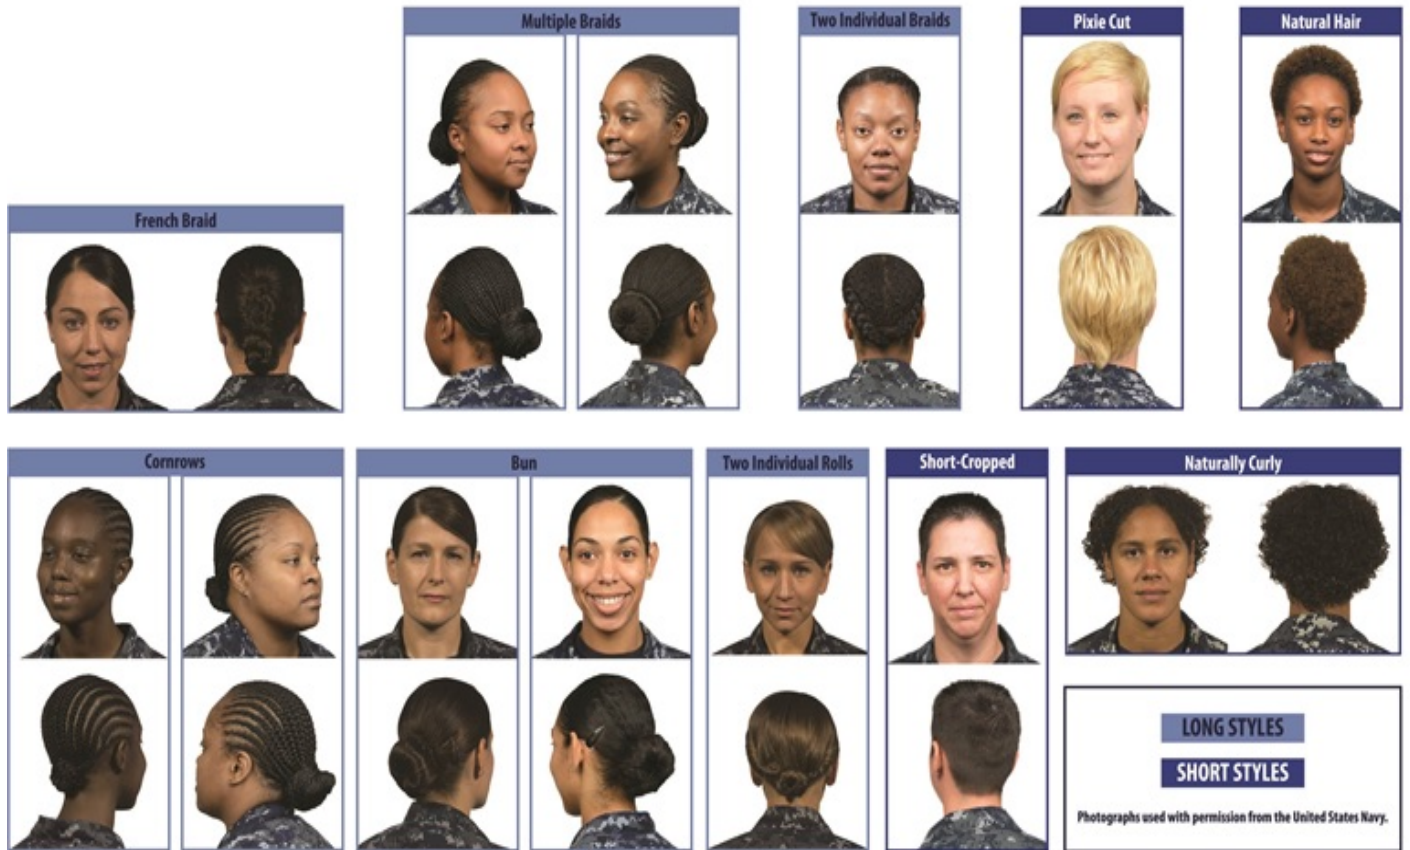 Multiple Braids
Two Individual Braids
Pixie Cut
Natural Hair
French Braid
Cornrows
Bun
Two Individual Rolls
Short-Cropped
Naturally Curly
LONG STYLES
SHORT STYLES
Photographs used with permission from the United States Navy.